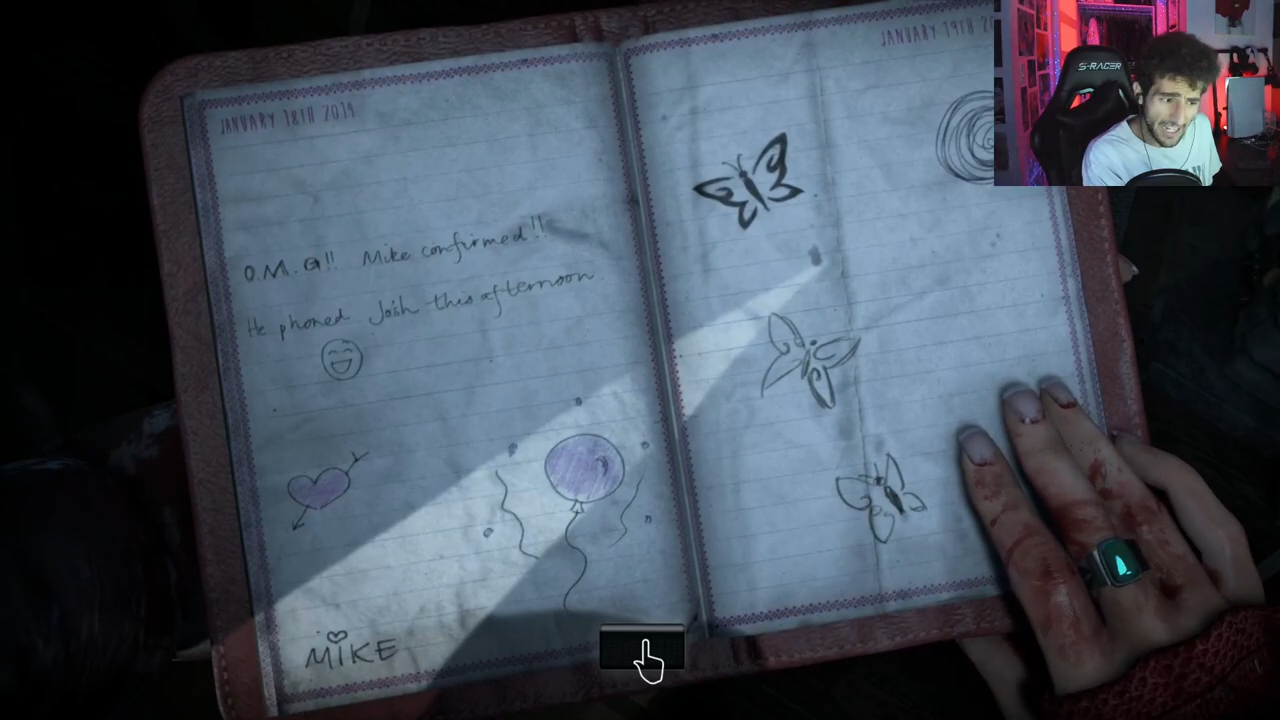 JANUARY 18TH 2014
O.M.G!! Mike confirmed!!
He phoned Josh this afternoon
MIKE
JANUARY 19TH 20
S-RACER